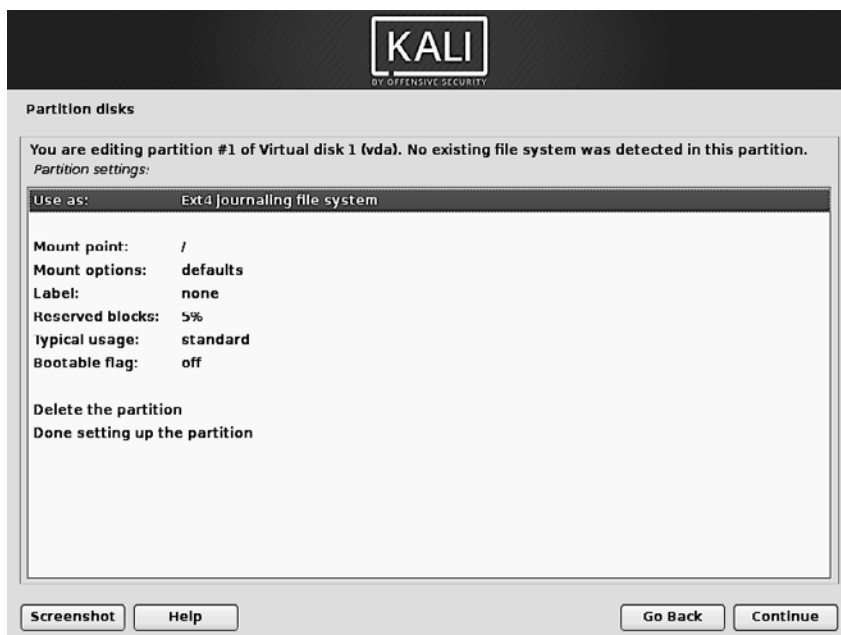 KALI
BY OFFENSIVE SECURITY
Partition disks
You are editing partition #1 of Virtual disk 1 (vda). No existing file system was detected in this partition.
Partition settings:
Use as: Ext4 journaling file system
Mount point: /
Mount options: defaults
Label: none
Reserved blocks: 5%
Typical usage: standard
Bootable flag: off
Delete the partition
Done setting up the partition
Screenshot Help Go Back Continue